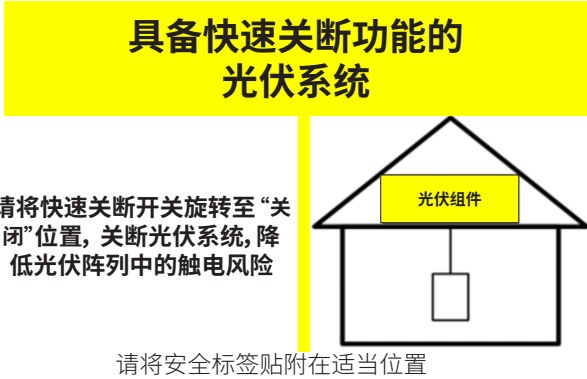 具备快速关断功能的
光伏系统
请将快速关断开关旋转至“关
闭”位置，关断光伏系统，降
低光伏阵列中的触电风险
光伏组件
请将安全标签贴附在适当位置